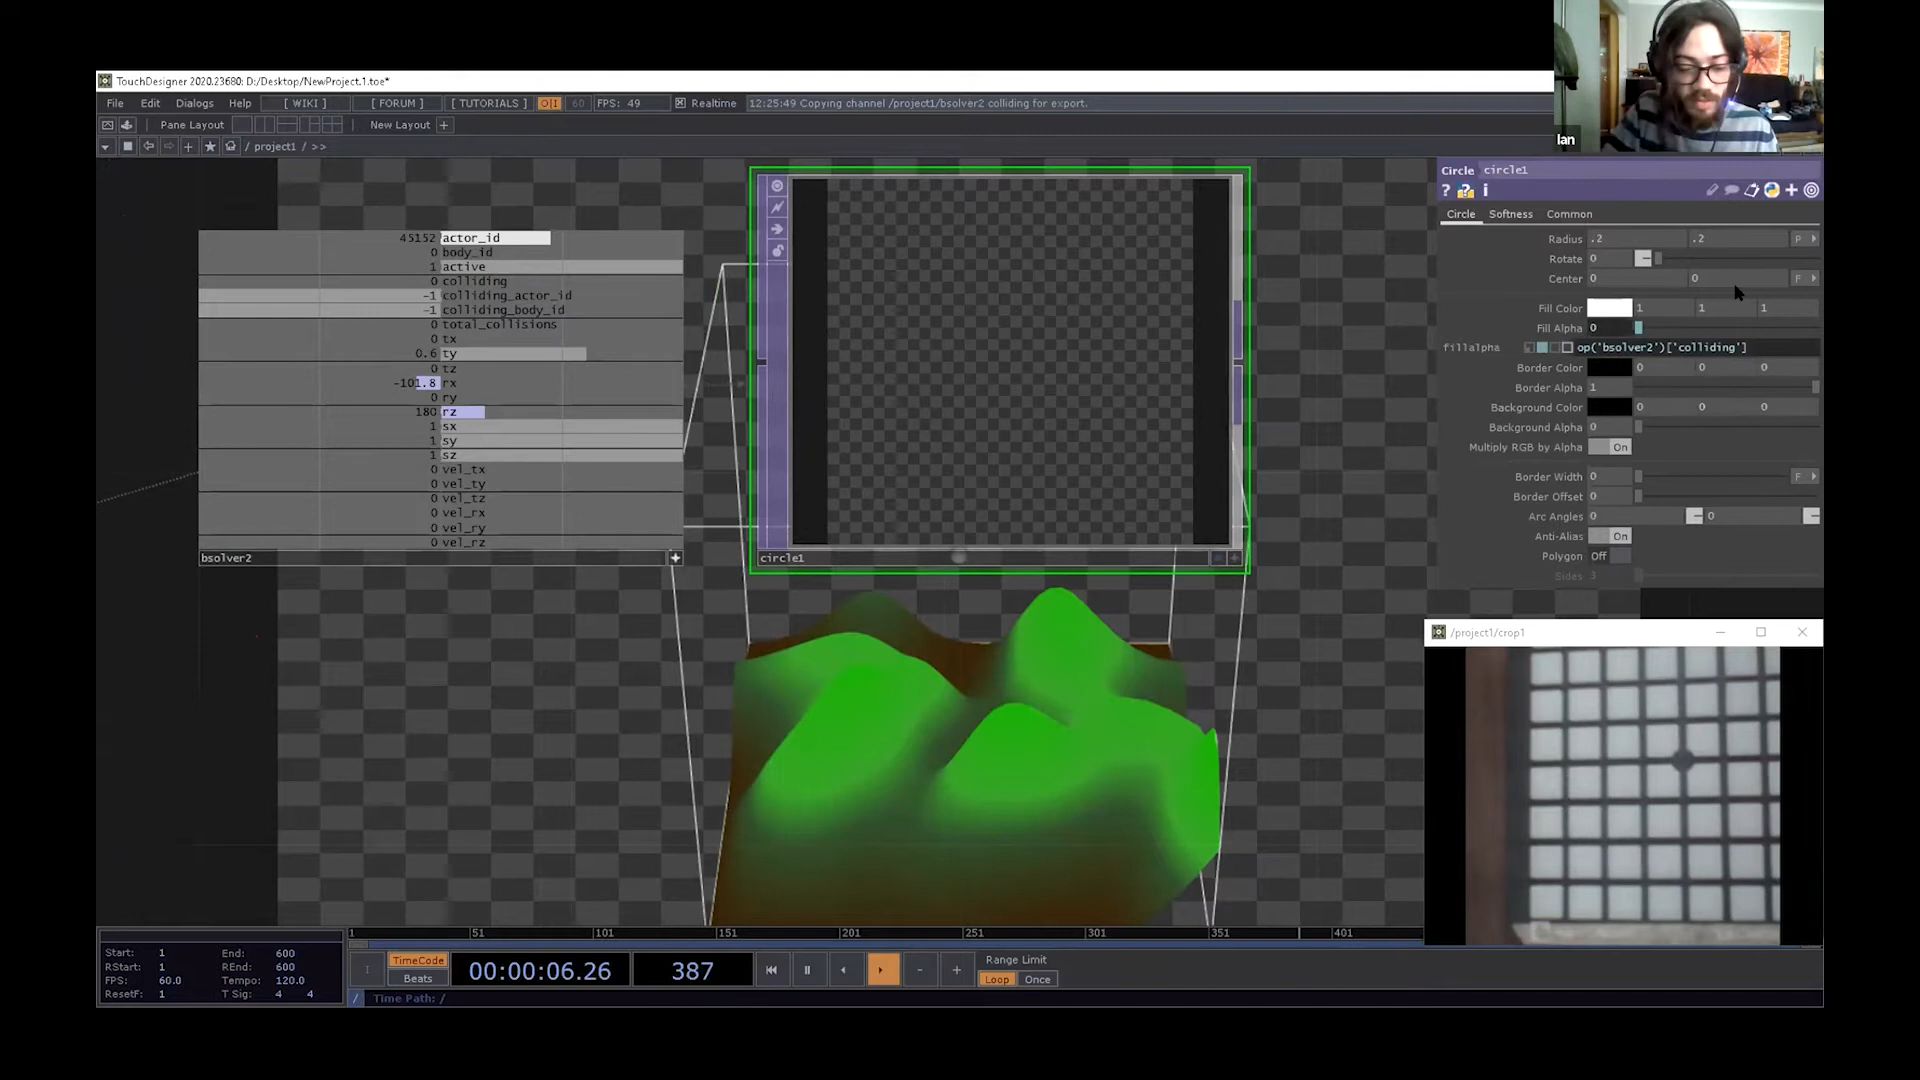 TouchDesigner 2020.23680: D:/Desktop/NewProject.1.toe*
File Edit Dialogs Help [ WIKI ] [ FORUM ] [ TUTORIALS ] O|I 60 FPS: 49 Realtime 12:25:49 Copying channel /project1/bsolver2 colliding for export.
Ian
Pane Layout New Layout +
/ project1 / >>
Circle circle1
? i
Circle Softness Common
Radius .2 .2 P
Rotate 0
Center 0 0 F
Fill Color 1 1 1
Fill Alpha 0
fillalpha op('bsolver2')['colliding']
Border Color 0 0 0
Border Alpha 1
Background Color 0 0 0
Background Alpha 0
Multiply RGB by Alpha On
Border Width 0 F
Border Offset 0
Arc Angles 0 0
Anti-Alias On
Polygon Off
Sides 3
45152 actor_id
0 body_id
1 active
0 colliding
-1 colliding_actor_id
-1 colliding_body_id
0 total_collisions
0 tx
0.6 ty
0 tz
-101.8 rx
0 ry
180 rz
1 sx
1 sy
1 sz
0 vel_tx
0 vel_ty
0 vel_tz
0 vel_rx
0 vel_ry
0 vel_rz
bsolver2
circle1
/project1/crop1
1 51 101 151 201 251 301 351 401
Start: 1 End: 600
RStart: 1 REnd: 600
FPS: 60.0 Tempo: 120.0
ResetF: 1 T Sig: 4 4
TimeCode
Beats
00:00:06.26
387
Range Limit
Loop Once
/ Time Path: /